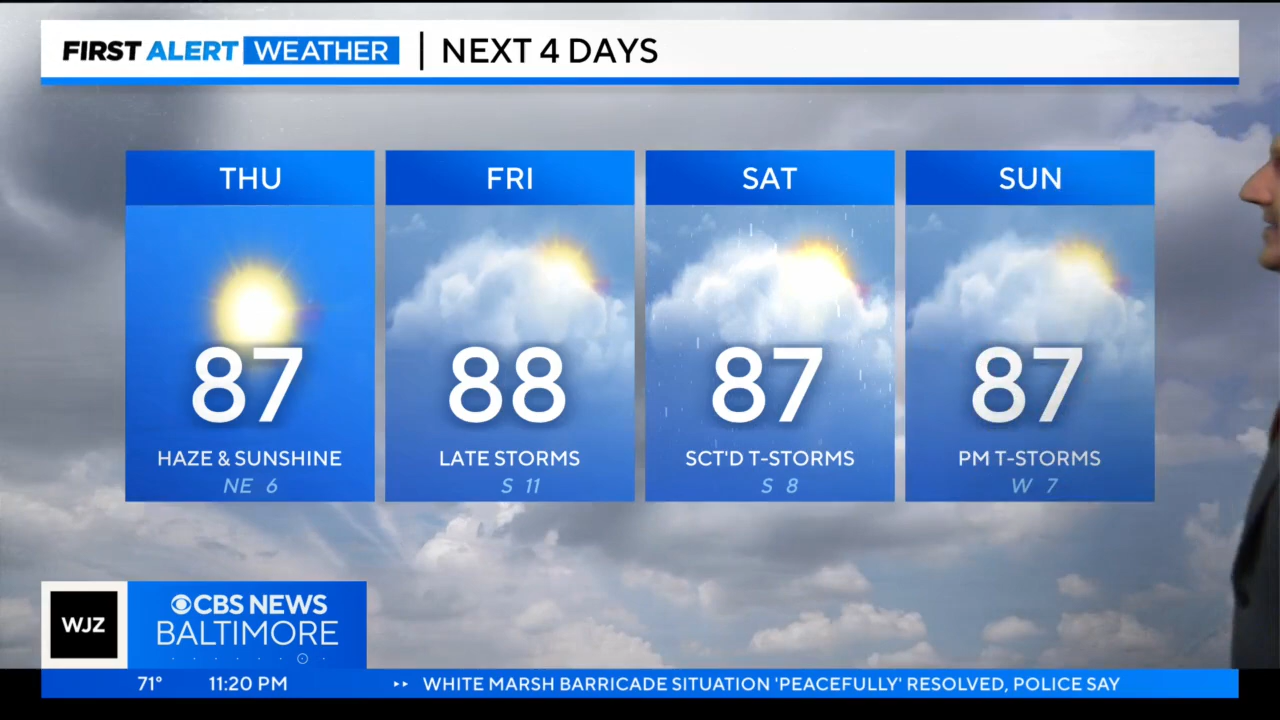 FIRST ALERT WEATHER | NEXT 4 DAYS
THU
87
HAZE & SUNSHINE
NE 6
FRI
88
LATE STORMS
S 11
SAT
87
SCT'D T-STORMS
S 8
SUN
87
PM T-STORMS
W 7
WJZ
CBS NEWS
BALTIMORE
71° 11:20 PM WHITE MARSH BARRICADE SITUATION 'PEACEFULLY' RESOLVED, POLICE SAY